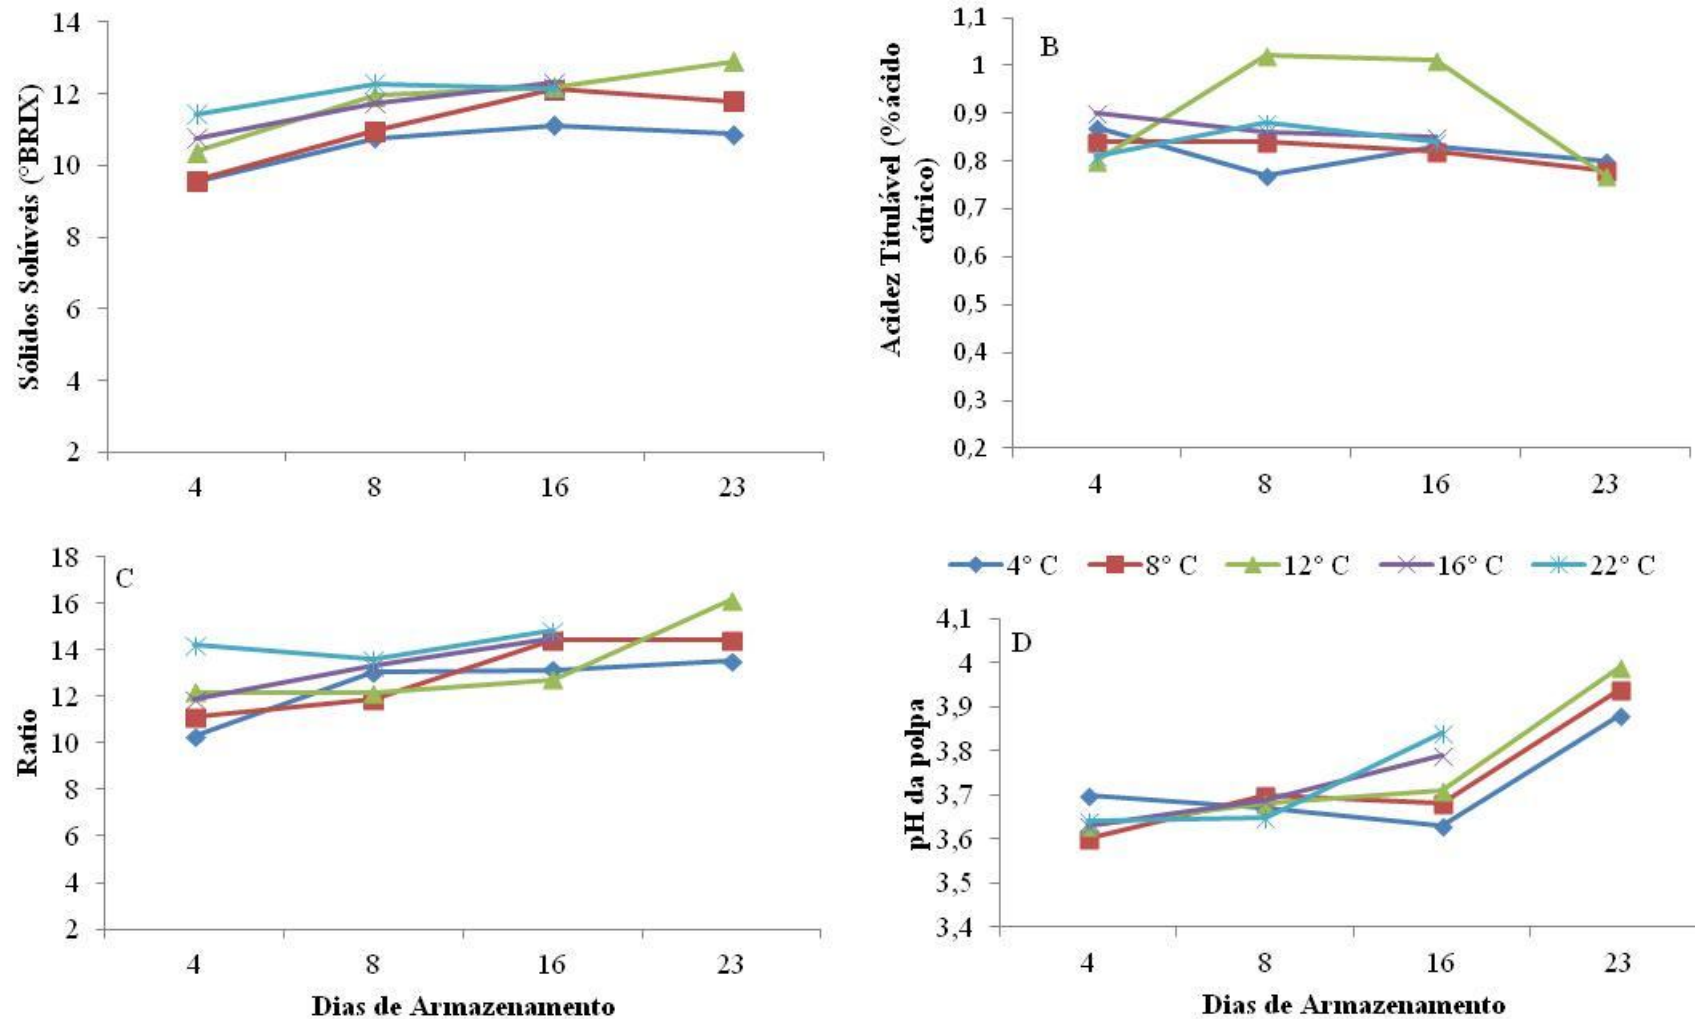 Sólidos Solúveis (°BRIX)
14
12
10
8
6
4
2
4 8 16 23
B
Acidez Titulável (%ácido
cítrico)
1,1
1
0,9
0,8
0,7
0,6
0,5
0,4
0,3
0,2
4 8 16 23
C
Ratio
18
16
14
12
10
8
6
4
2
4 8 16 23
Dias de Armazenamento
4° C 8° C 12° C 16° C 22° C
D
pH da polpa
4,1
4
3,9
3,8
3,7
3,6
3,5
3,4
4 8 16 23
Dias de Armazenamento